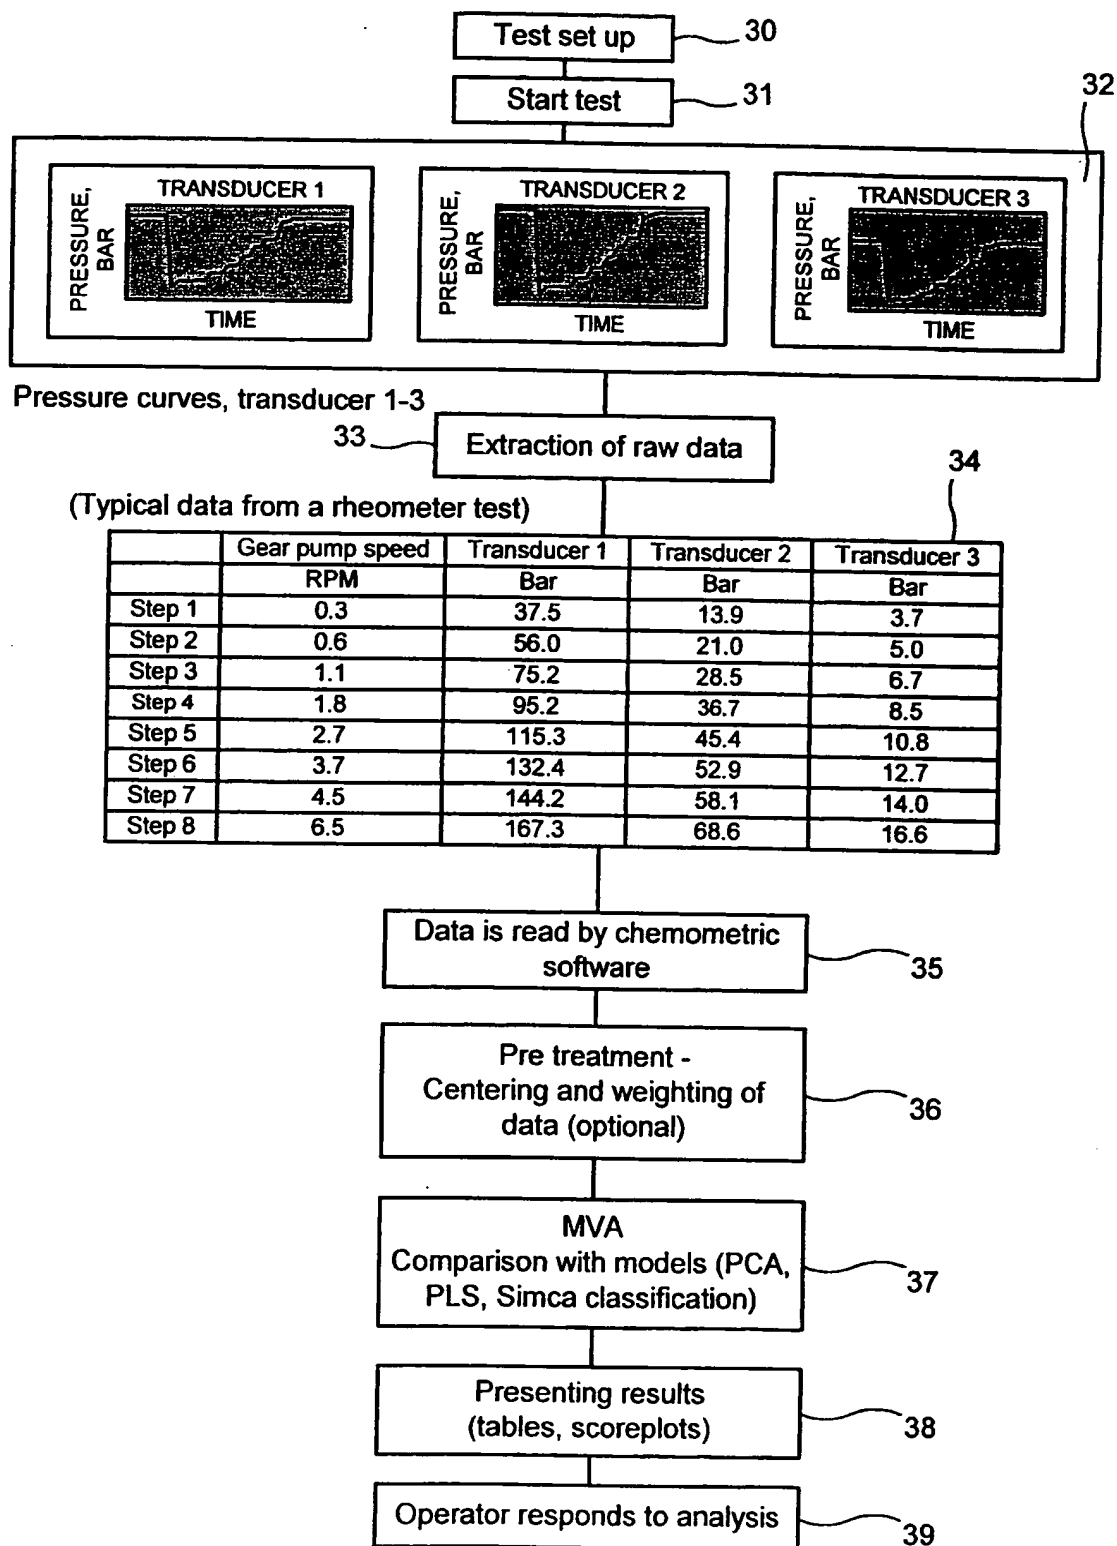 Test set up
30
Start test
31
32
TRANSDUCER 1
PRESSURE,
BAR
TIME
TRANSDUCER 2
PRESSURE,
BAR
TIME
TRANSDUCER 3
PRESSURE,
BAR
TIME
Pressure curves, transducer 1-3
33
Extraction of raw data
34
(Typical data from a rheometer test)
Gear pump speed Transducer 1 Transducer 2 Transducer 3
RPM Bar Bar Bar
Step 1 0.3 37.5 13.9 3.7
Step 2 0.6 56.0 21.0 5.0
Step 3 1.1 75.2 28.5 6.7
Step 4 1.8 95.2 36.7 8.5
Step 5 2.7 115.3 45.4 10.8
Step 6 3.7 132.4 52.9 12.7
Step 7 4.5 144.2 58.1 14.0
Step 8 6.5 167.3 68.6 16.6
Data is read by chemometric
software
35
Pre treatment -
Centering and weighting of
data (optional)
36
MVA
Comparison with models (PCA,
PLS, Simca classification)
37
Presenting results
(tables, scoreplots)
38
Operator responds to analysis
39